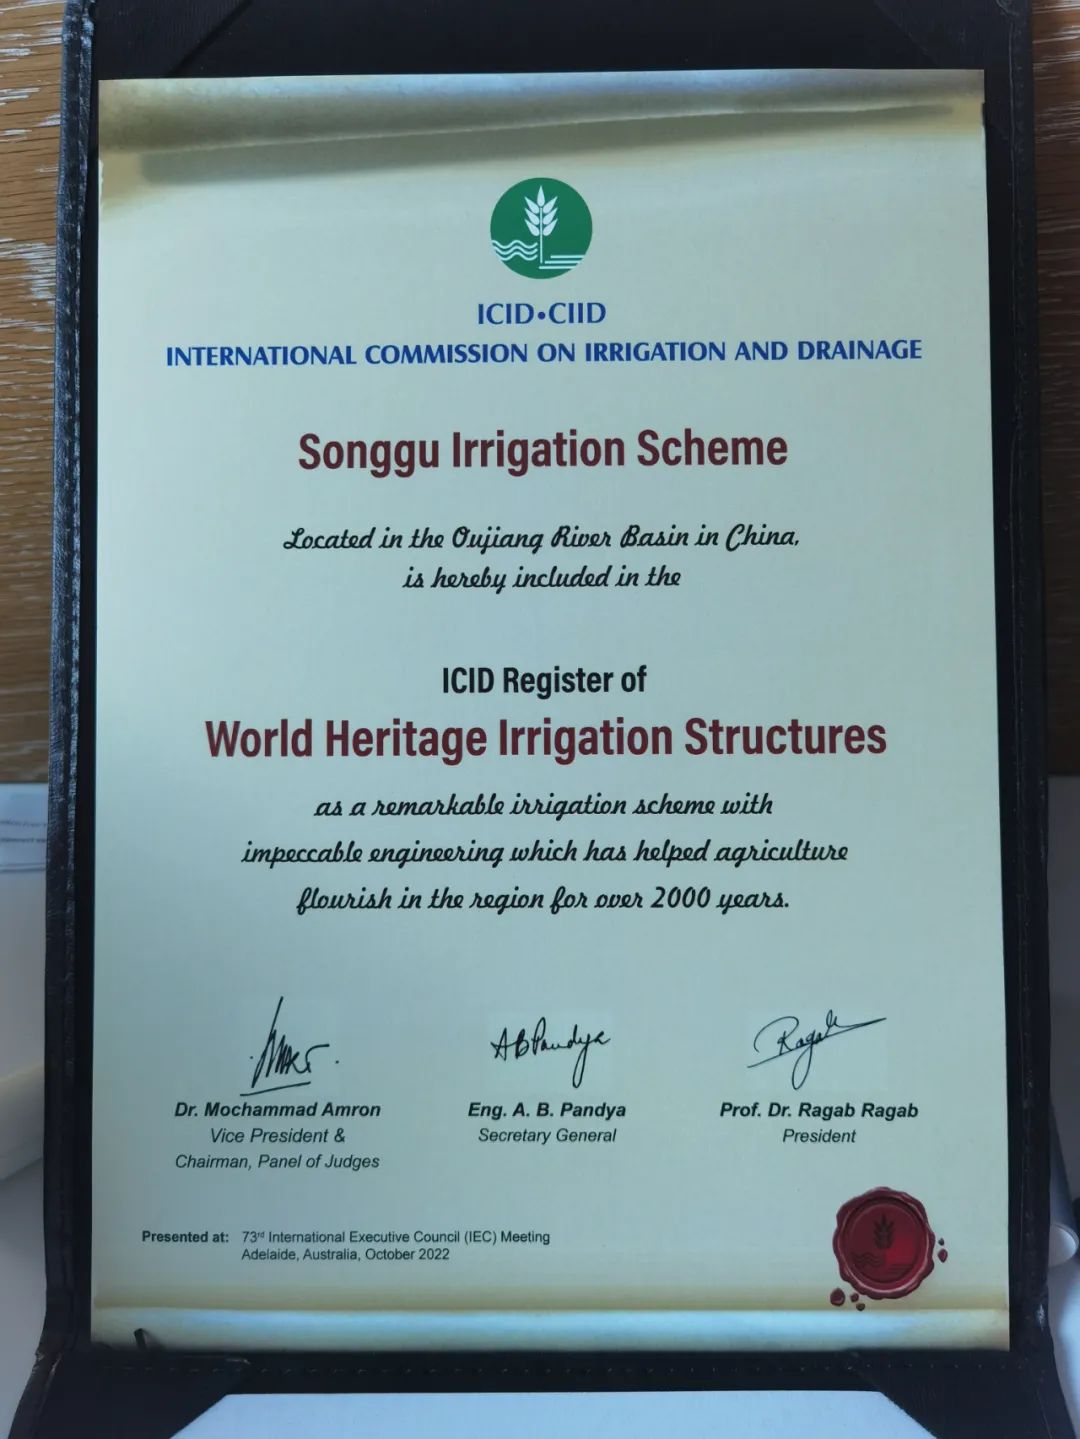 ICID•CIID
INTERNATIONAL COMMISSION ON IRRIGATION AND DRAINAGE
Songgu Irrigation Scheme
Located in the Oujiang River Basin in China,
is hereby included in the
ICID Register of
World Heritage Irrigation Structures
as a remarkable irrigation scheme with
impeccable engineering which has helped agriculture
flourish in the region for over 2000 years.
ABPandya
Ragab
Dr. Mochammad Amron
Vice President &
Chairman, Panel of Judges
Eng. A. B. Pandya
Secretary General
Prof. Dr. Ragab Ragab
President
Presented at: 73rd International Executive Council (IEC) Meeting
Adelaide, Australia, October 2022